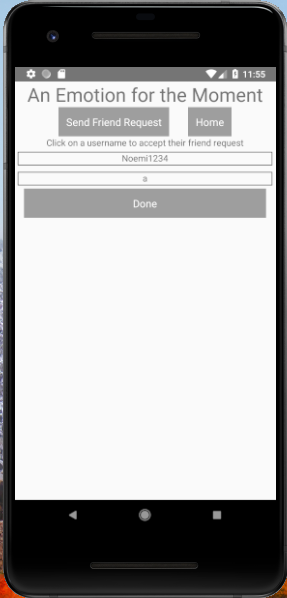 11:55
An Emotion for the Moment
Send Friend Request Home
Click on a username to accept their friend request
Noemi1234
a
Done